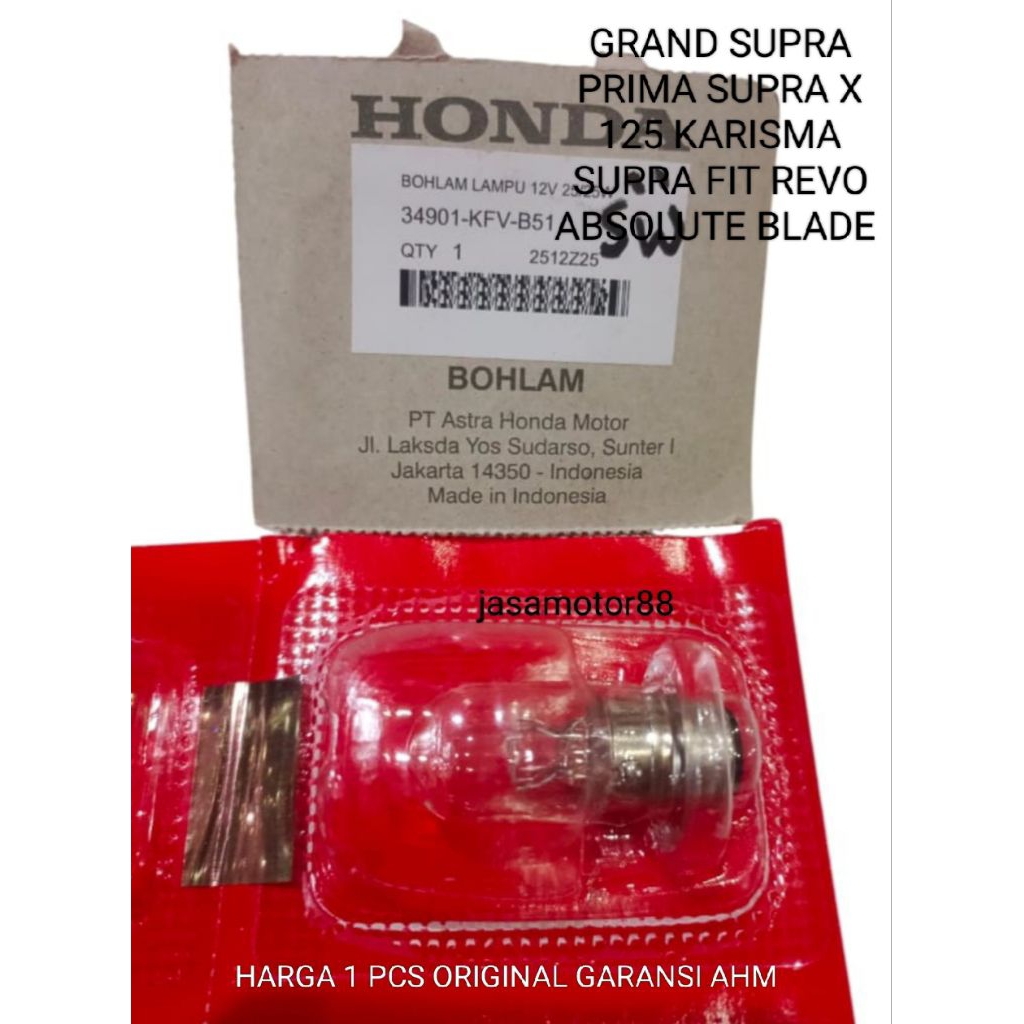 GRAND SUPRA
PRIMA SUPRA X
125 KARISMA
SUPRA FIT REVO
ABSOLUTE BLADE
HONDA
BOHLAM LAMPU 12V 25/25W
34901-KFV-B51
QTY 1
2512Z25
BOHLAM
PT Astra Honda Motor
Jl. Laksda Yos Sudarso, Sunter I
Jakarta 14350 - Indonesia
Made in Indonesia
jasamotor88
HARGA 1 PCS ORIGINAL GARANSI AHM